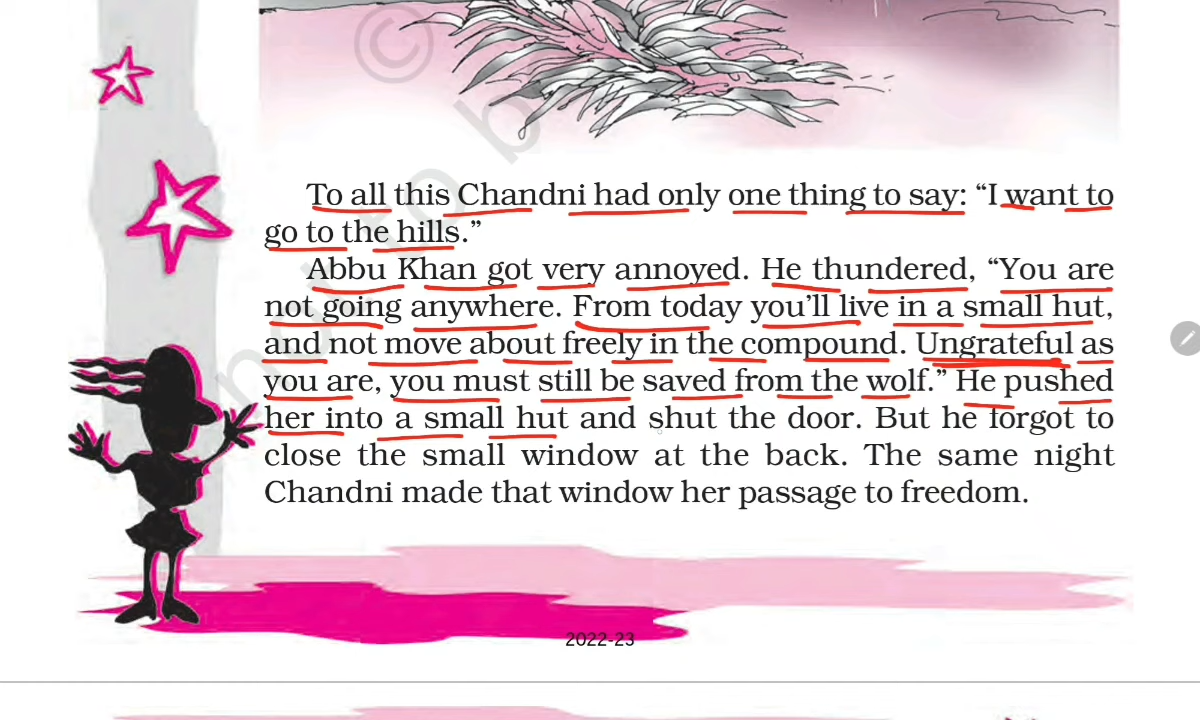 To all this Chandni had only one thing to say: “I want to
go to the hills.”
Abbu Khan got very annoyed. He thundered, “You are
not going anywhere. From today you’ll live in a small hut,
and not move about freely in the compound. Ungrateful as
you are, you must still be saved from the wolf.” He pushed
her into a small hut and shut the door. But he forgot to
close the small window at the back. The same night
Chandni made that window her passage to freedom.
2022-23